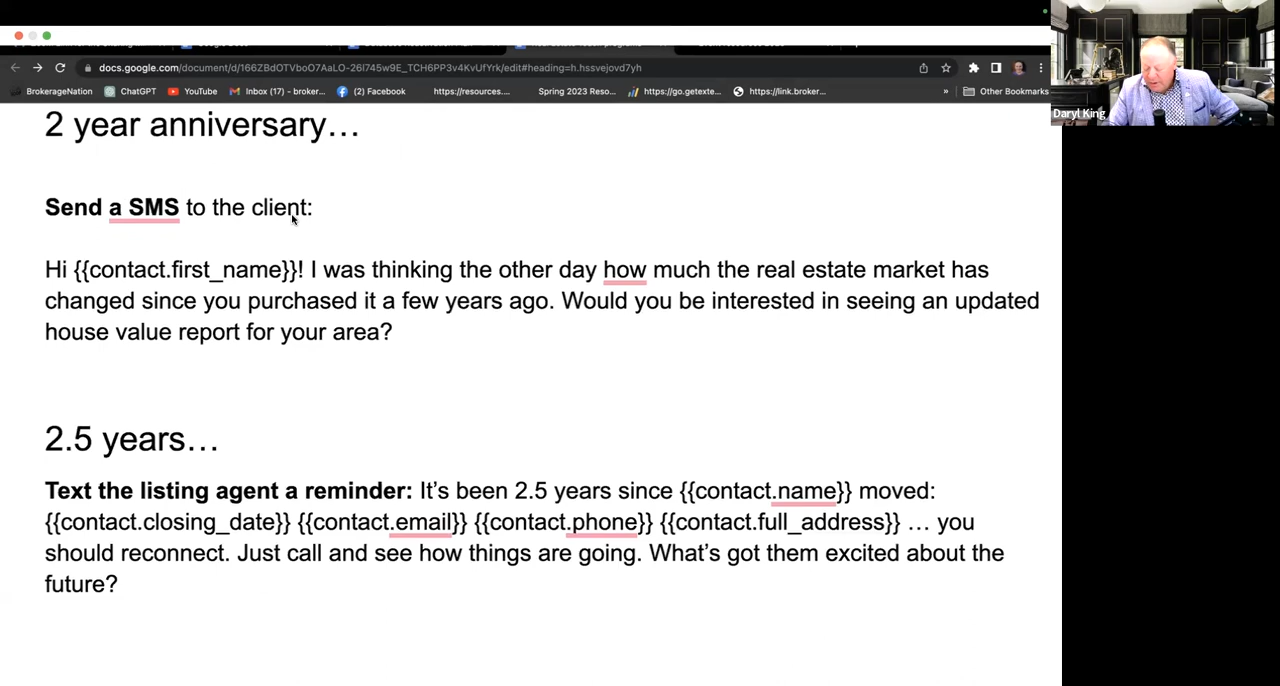 docs.google.com/document/d/166ZBdOTVboO7AaLO-26I745w9E_TCH6PP3v4KvUfYrk/edit#heading=h.hssvejovd7yh
BrokerageNation ChatGPT YouTube Inbox (17) - broker... (2) Facebook https://resources.... Spring 2023 Reso... https://go.getexte... https://link.broker... » Other Bookmarks
Daryl King
2 year anniversary…
Send a SMS to the client:
Hi {{contact.first_name}}! I was thinking the other day how much the real estate market has
changed since you purchased it a few years ago. Would you be interested in seeing an updated
house value report for your area?
2.5 years…
Text the listing agent a reminder: It’s been 2.5 years since {{contact.name}} moved:
{{contact.closing_date}} {{contact.email}} {{contact.phone}} {{contact.full_address}} … you
should reconnect. Just call and see how things are going. What’s got them excited about the
future?